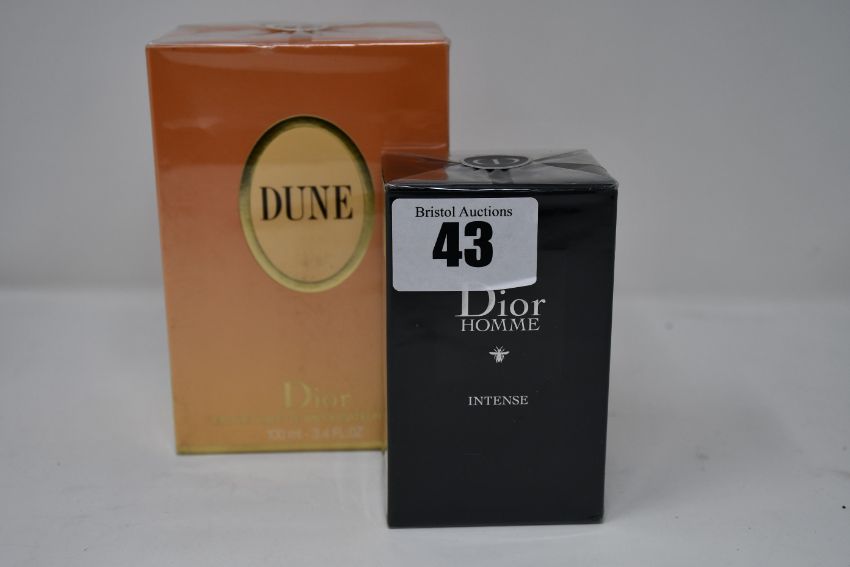 DUNE
Dior
100 ml - 3.4 FL.OZ
Bristol Auctions
43
Dior
HOMME
INTENSE